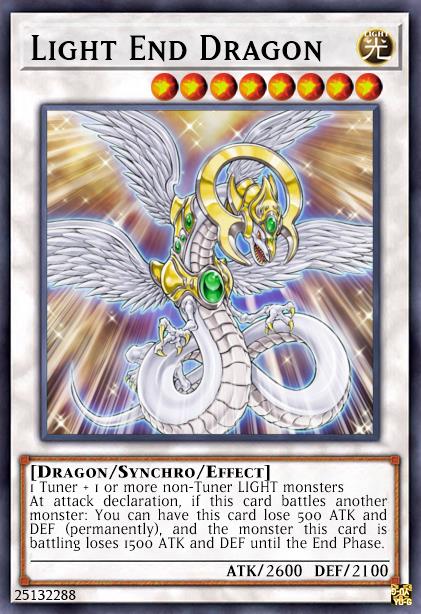 Light End Dragon
LIGHT
光
[Dragon/Synchro/Effect]
1 Tuner + 1 or more non-Tuner LIGHT monsters
At attack declaration, if this card battles another
monster: You can have this card lose 500 ATK and
DEF (permanently), and the monster this card is
battling loses 1500 ATK and DEF until the End Phase.
ATK/2600 DEF/2100
25132288